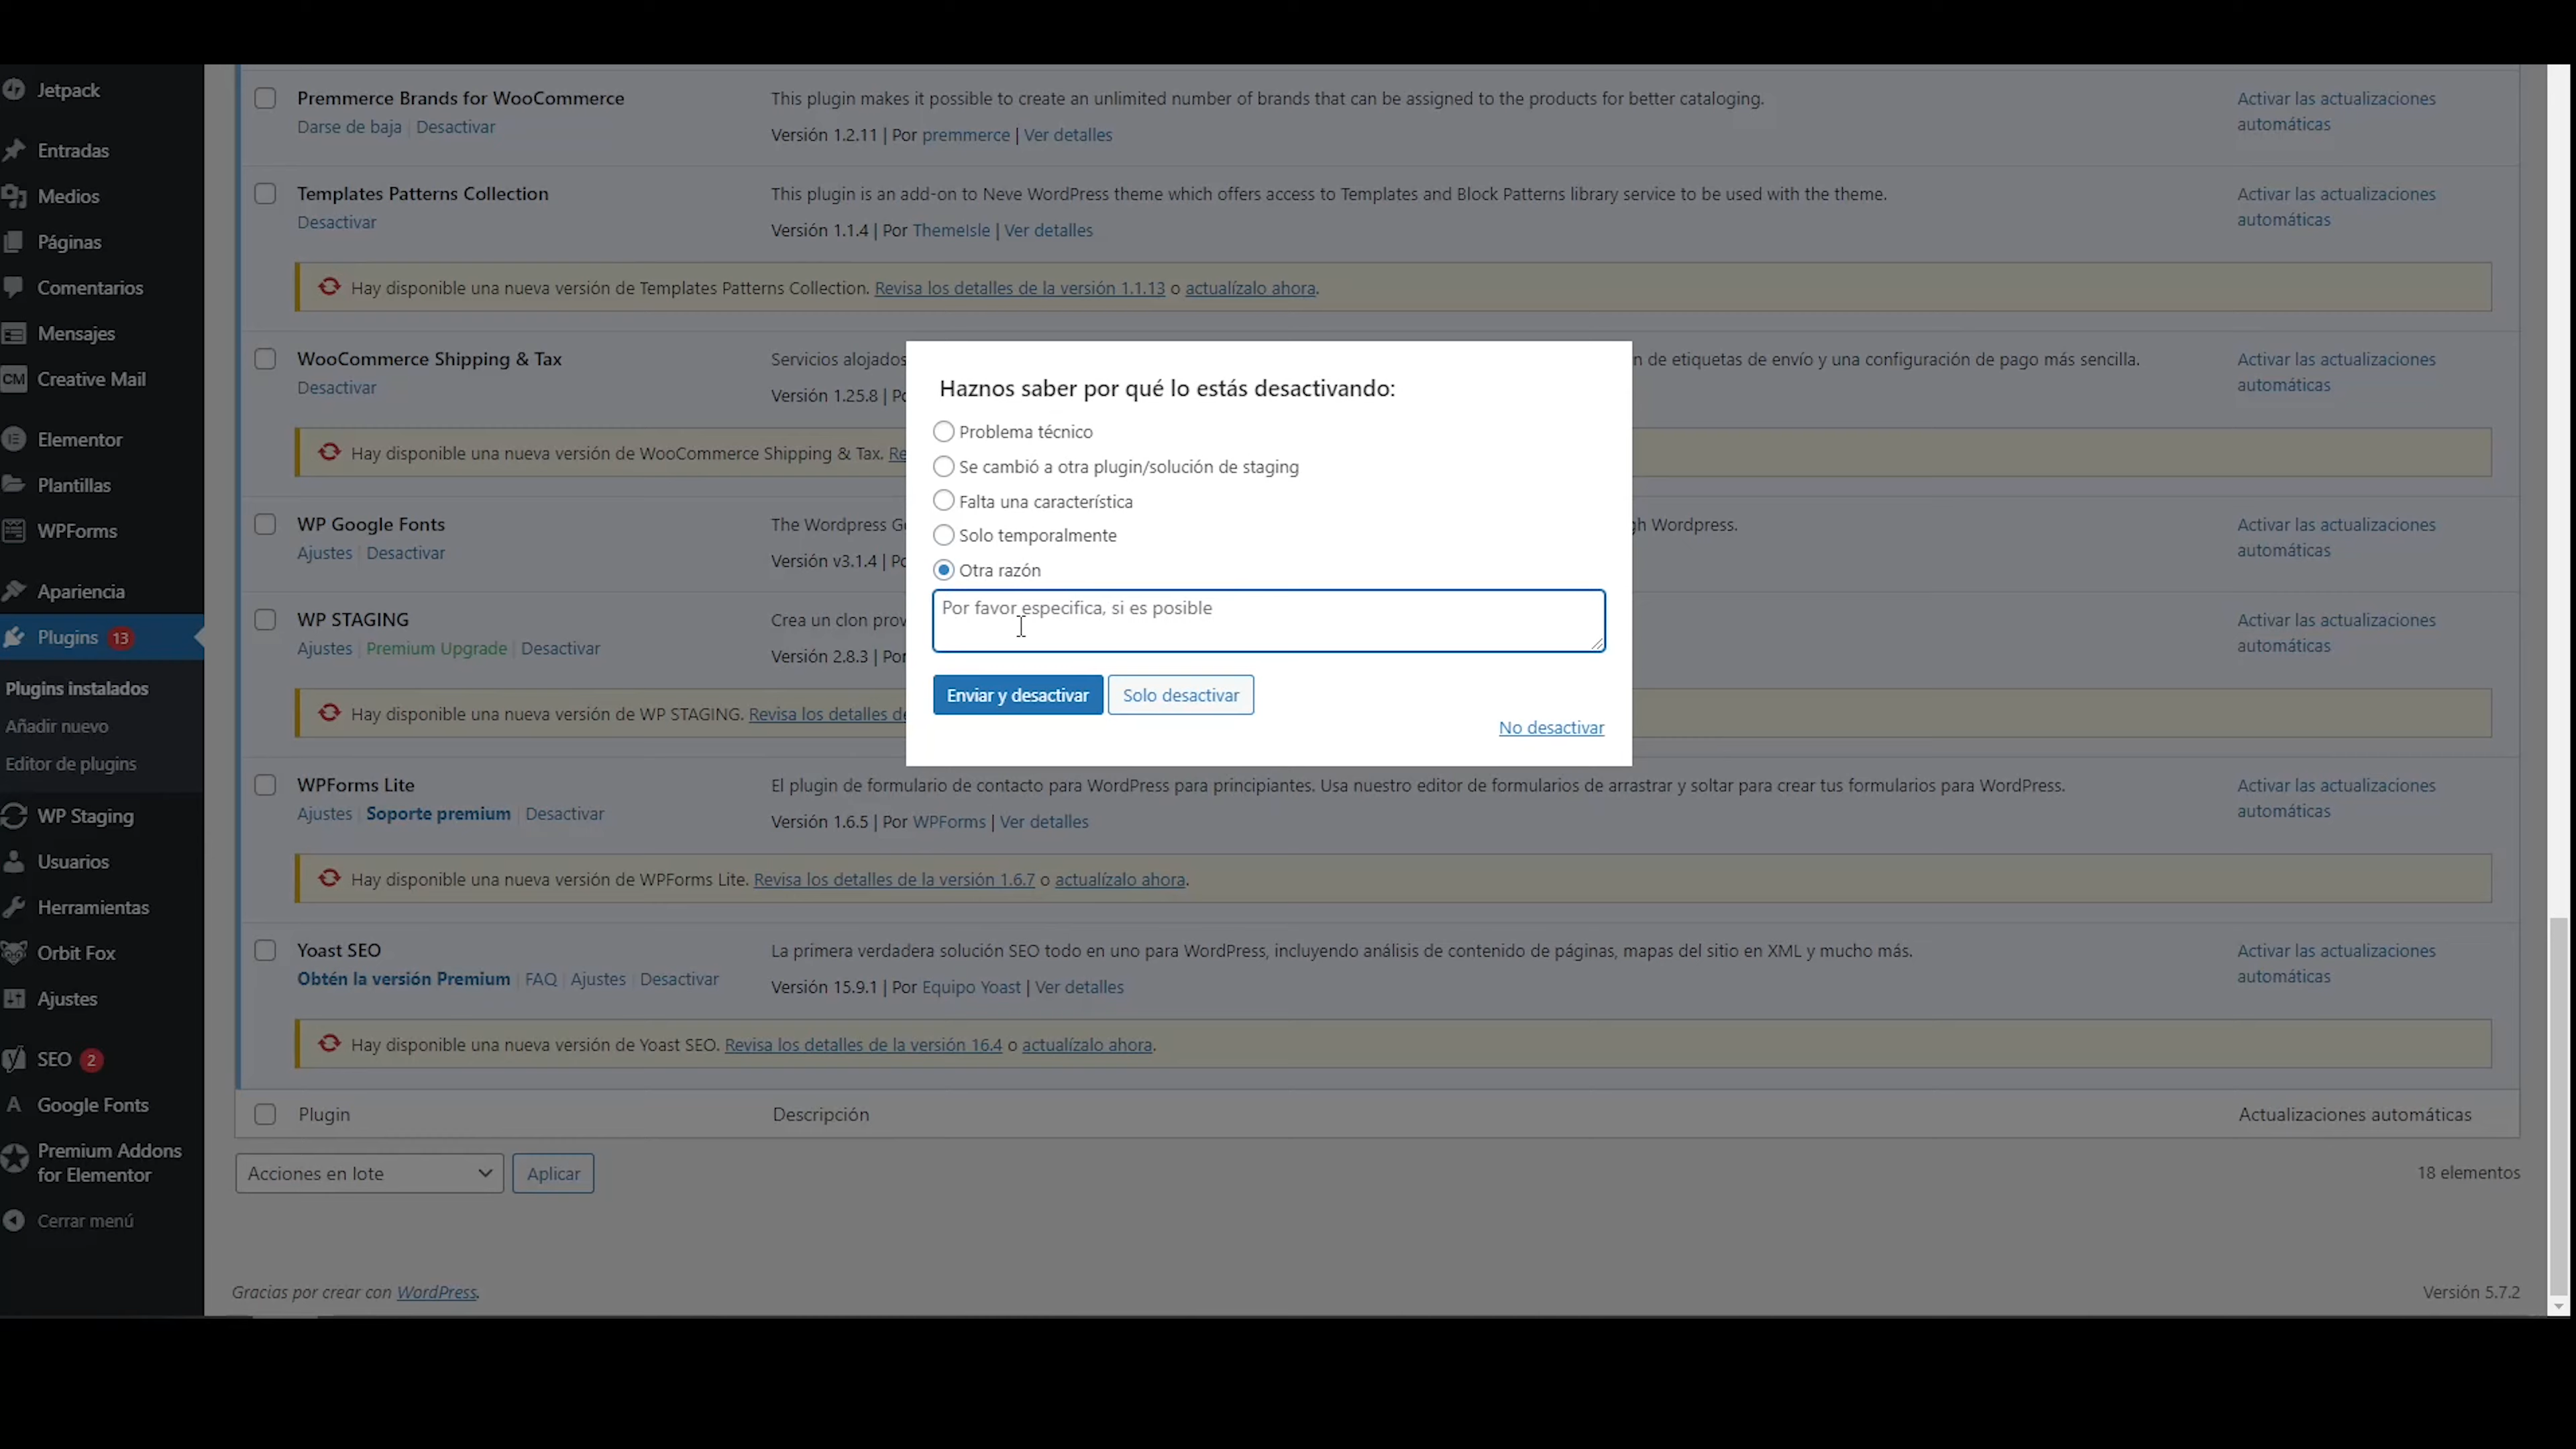 Jetpack
Entradas
Medios
Páginas
Comentarios
Mensajes
CM Creative Mail
Elementor
Plantillas
WPForms
Apariencia
Plugins 13
Plugins instalados
Añadir nuevo
Editor de plugins
WP Staging
Usuarios
Herramientas
Orbit Fox
Ajustes
SEO 2
A Google Fonts
Premium Addons
for Elementor
Cerrar menú
Premmerce Brands for WooCommerce
Darse de baja | Desactivar
This plugin makes it possible to create an unlimited number of brands that can be assigned to the products for better cataloging.
Versión 1.2.11 | Por premmerce | Ver detalles
Activar las actualizaciones
automáticas
Templates Patterns Collection
Desactivar
This plugin is an add-on to Neve WordPress theme which offers access to Templates and Block Patterns library service to be used with the theme.
Versión 1.1.4 | Por ThemeIsle | Ver detalles
Activar las actualizaciones
automáticas
Hay disponible una nueva versión de Templates Patterns Collection. Revisa los detalles de la versión 1.1.13 o actualízalo ahora.
WooCommerce Shipping & Tax
Desactivar
Servicios alojados
n de etiquetas de envío y una configuración de pago más sencilla.
Versión 1.25.8 |
Activar las actualizaciones
automáticas
Hay disponible una nueva versión de WooCommerce Shipping & Tax. Re
WP Google Fonts
Ajustes | Desactivar
The Wordpress G
gh Wordpress.
Versión v3.1.4 |
Activar las actualizaciones
automáticas
WP STAGING
Ajustes | Premium Upgrade | Desactivar
Crea un clon prov
Versión 2.8.3 | Por
Activar las actualizaciones
automáticas
Hay disponible una nueva versión de WP STAGING. Revisa los detalles d
WPForms Lite
Ajustes | Soporte premium | Desactivar
El plugin de formulario de contacto para WordPress para principiantes. Usa nuestro editor de formularios de arrastrar y soltar para crear tus formularios para WordPress.
Versión 1.6.5 | Por WPForms | Ver detalles
Activar las actualizaciones
automáticas
Hay disponible una nueva versión de WPForms Lite. Revisa los detalles de la versión 1.6.7 o actualízalo ahora.
Yoast SEO
Obtén la versión Premium | FAQ | Ajustes | Desactivar
La primera verdadera solución SEO todo en uno para WordPress, incluyendo análisis de contenido de páginas, mapas del sitio en XML y mucho más.
Versión 15.9.1 | Por Equipo Yoast | Ver detalles
Activar las actualizaciones
automáticas
Hay disponible una nueva versión de Yoast SEO. Revisa los detalles de la versión 16.4 o actualízalo ahora.
Plugin Descripción Actualizaciones automáticas
Acciones en lote Aplicar 18 elementos
Gracias por crear con WordPress. Versión 5.7.2
Haznos saber por qué lo estás desactivando:
Problema técnico
Se cambió a otra plugin/solución de staging
Falta una característica
Solo temporalmente
Otra razón
Por favor especifica, si es posible
Enviar y desactivar Solo desactivar
No desactivar